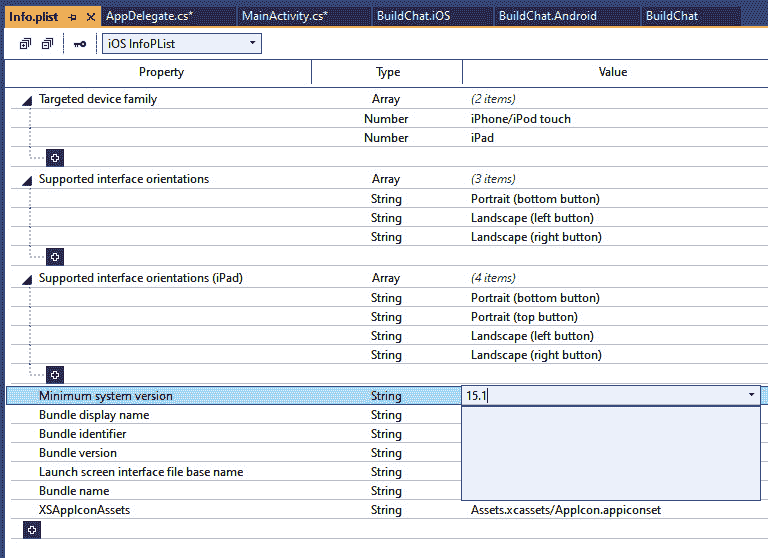 Info.plist AppDelegate.cs* MainActivity.cs* BuildChat.iOS BuildChat.Android BuildChat
iOS InfoPList
Property Type Value
Targeted device family Array (2 items)
Number iPhone/iPod touch
Number iPad
Supported interface orientations Array (3 items)
String Portrait (bottom button)
String Landscape (left button)
String Landscape (right button)
Supported interface orientations (iPad) Array (4 items)
String Portrait (bottom button)
String Portrait (top button)
String Landscape (left button)
String Landscape (right button)
Minimum system version String 15.1
Bundle display name String
Bundle identifier String
Bundle version String
Launch screen interface file base name String
Bundle name String
XSAppIconAssets String Assets.xcassets/AppIcon.appiconset